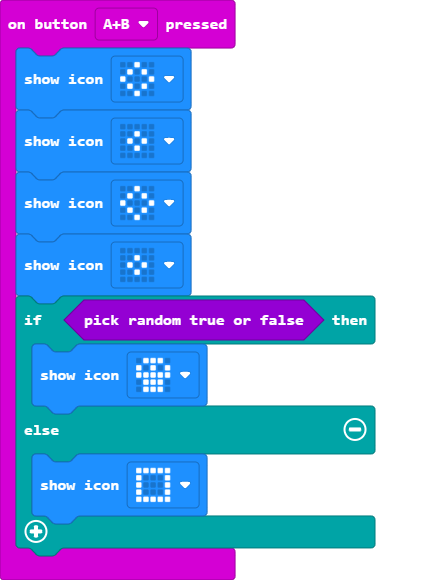 on button A+B pressed
show icon
show icon
show icon
show icon
if pick random true or false then
show icon
else
show icon